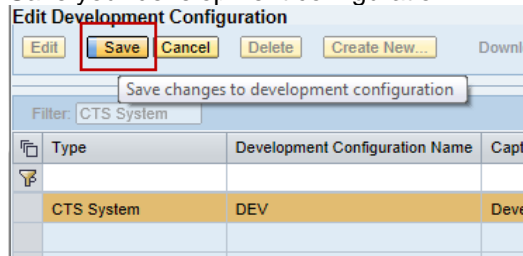 Edit Development Configuration
Edit Save Cancel Delete Create New... Downl
Save changes to development configuration
Filter: CTS System
Type Development Configuration Name Capt
CTS System DEV Deve